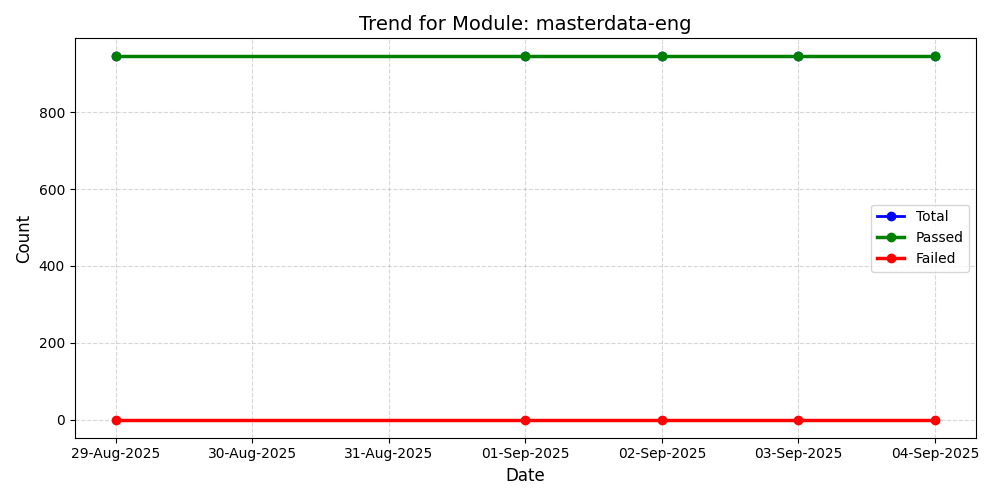 Trend for Module: masterdata-eng
Count
800
600
400
200
0
Total
Passed
Failed
29-Aug-2025
30-Aug-2025
31-Aug-2025
01-Sep-2025
02-Sep-2025
03-Sep-2025
04-Sep-2025
Date